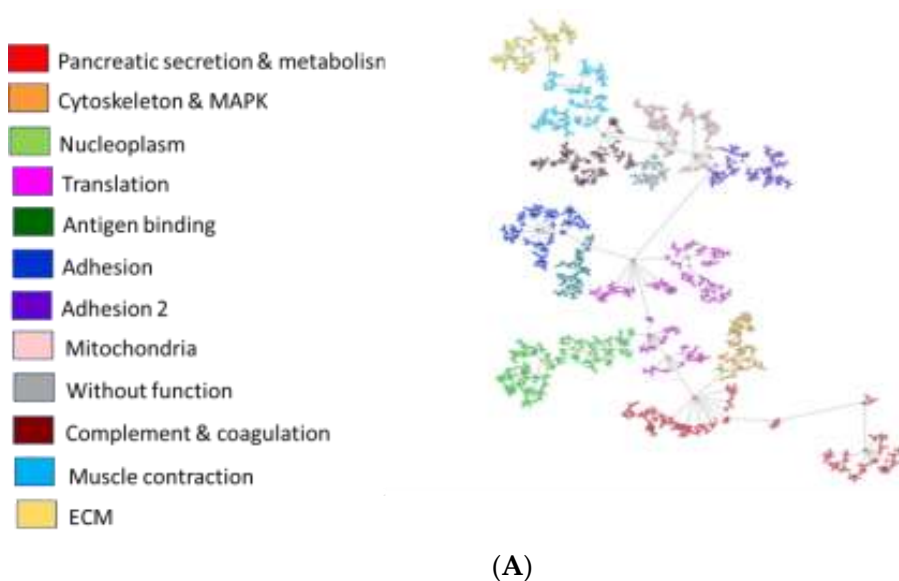 Pancreatic secretion & metabolism
Cytoskeleton & MAPK
Nucleoplasm
Translation
Antigen binding
Adhesion
Adhesion 2
Mitochondria
Without function
Complement & coagulation
Muscle contraction
ECM
(A)